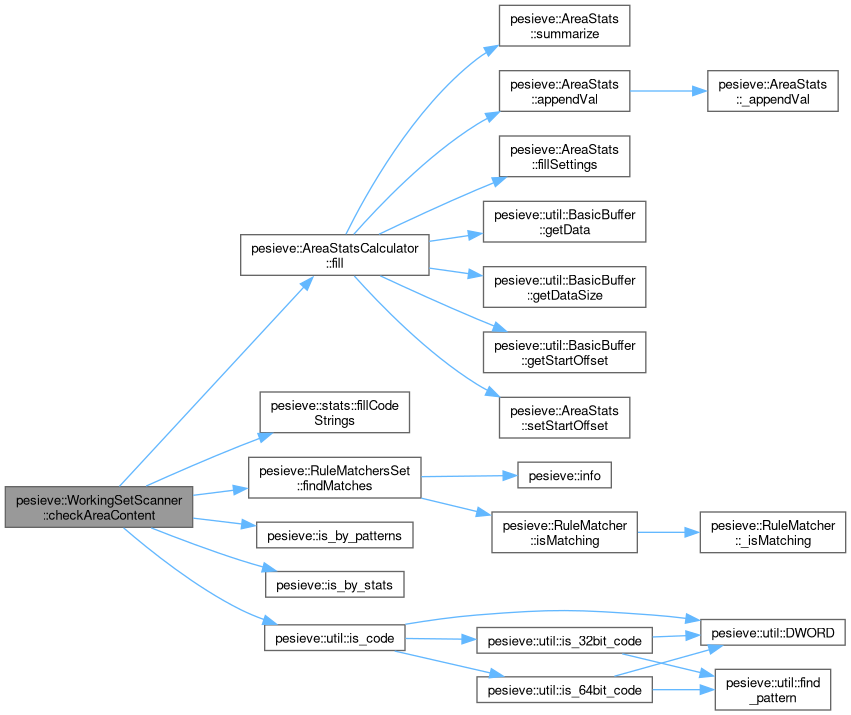 pesieve::AreaStats
::summarize
pesieve::AreaStats
::appendVal
pesieve::AreaStats
::_appendVal
pesieve::AreaStats
::fillSettings
pesieve::util::BasicBuffer
::getData
pesieve::AreaStatsCalculator
::fill
pesieve::util::BasicBuffer
::getDataSize
pesieve::util::BasicBuffer
::getStartOffset
pesieve::AreaStats
::setStartOffset
pesieve::stats::fillCode
Strings
pesieve::RuleMatchersSet
::findMatches
pesieve::info
pesieve::WorkingSetScanner
::checkAreaContent
pesieve::RuleMatcher
::isMatching
pesieve::RuleMatcher
::_isMatching
pesieve::is_by_patterns
pesieve::is_by_stats
pesieve::util::is_code
pesieve::util::is_32bit_code
pesieve::util::DWORD
pesieve::util::is_64bit_code
pesieve::util::find
_pattern